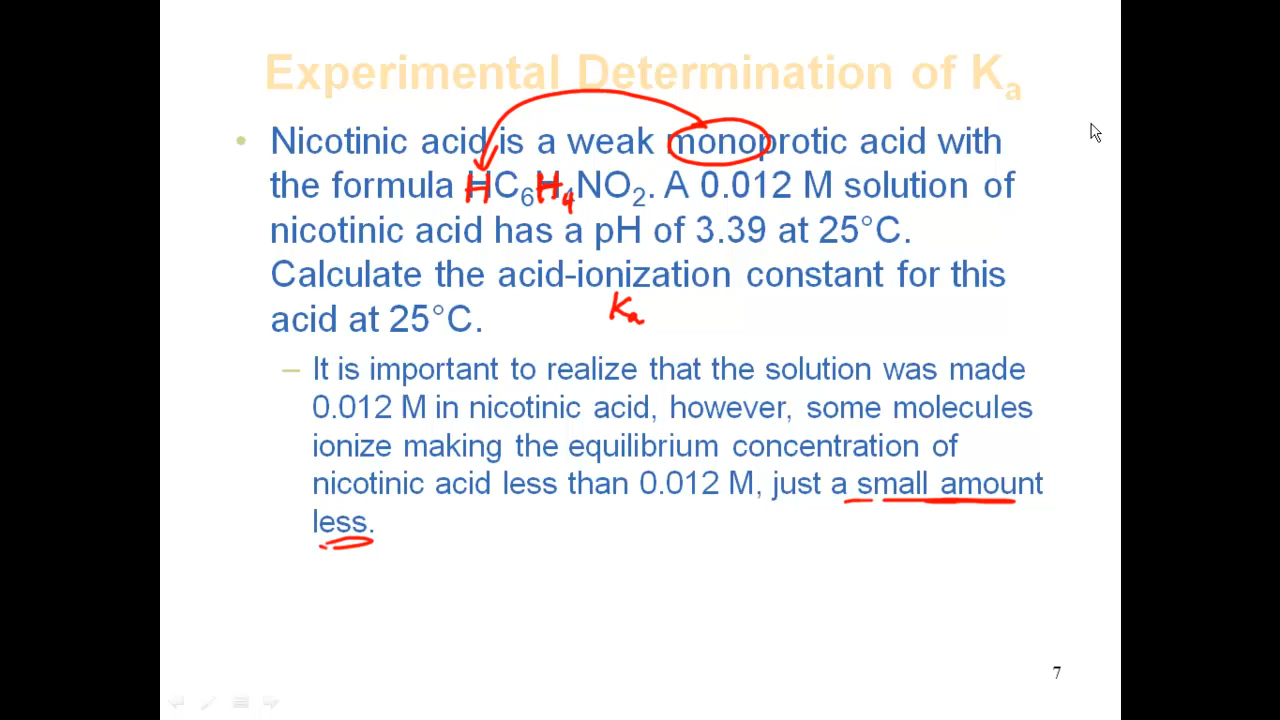 Experimental Determination of Kₐ
• Nicotinic acid is a weak monoprotic acid with
the formula HC₆H₄NO₂. A 0.012 M solution of
nicotinic acid has a pH of 3.39 at 25°C.
Calculate the acid-ionization constant for this
Kₐ
acid at 25°C.
– It is important to realize that the solution was made
0.012 M in nicotinic acid, however, some molecules
ionize making the equilibrium concentration of
nicotinic acid less than 0.012 M, just a small amount
less.
7